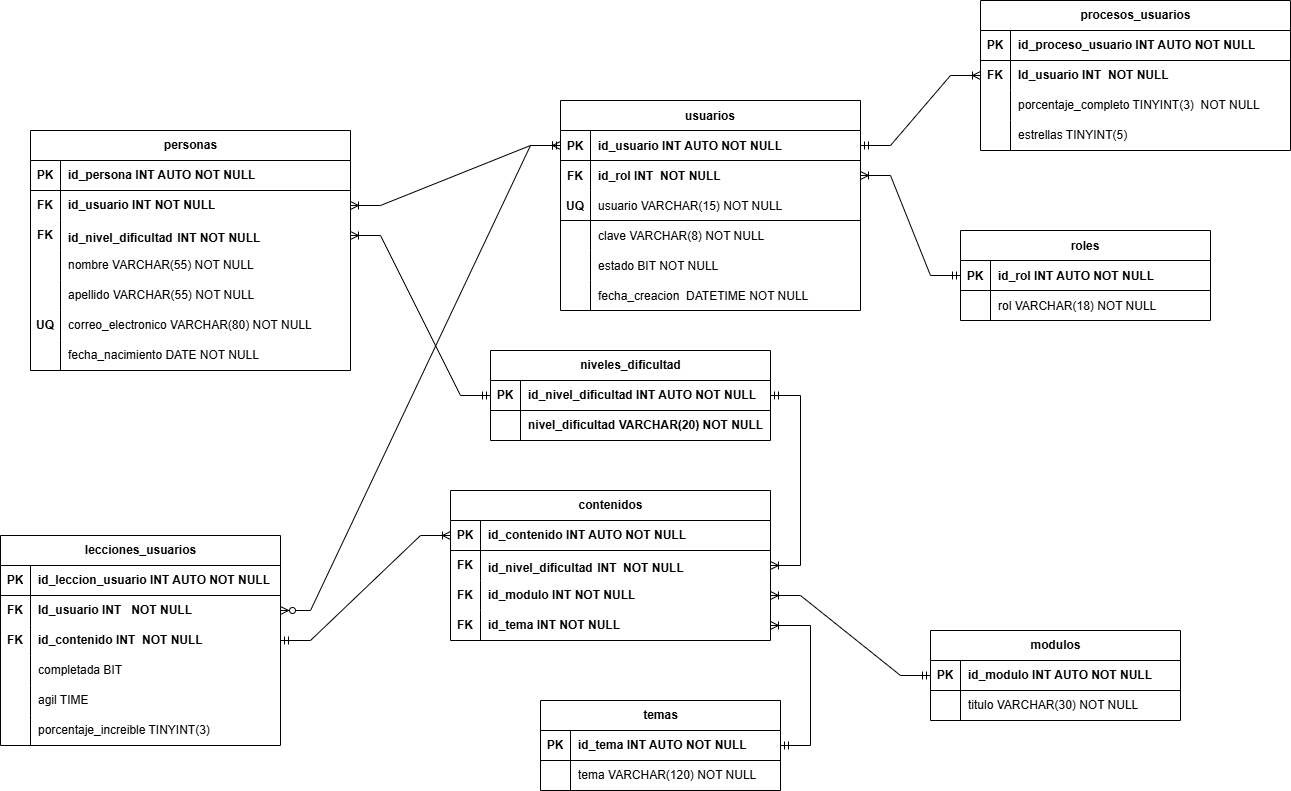 procesos_usuarios
PK id_proceso_usuario INT AUTO NOT NULL
FK Id_usuario INT NOT NULL
porcentaje_completo TINYINT(3) NOT NULL
estrellas TINYINT(5)
usuarios
PK id_usuario INT AUTO NOT NULL
FK id_rol INT NOT NULL
UQ usuario VARCHAR(15) NOT NULL
clave VARCHAR(8) NOT NULL
estado BIT NOT NULL
fecha_creacion DATETIME NOT NULL
personas
PK id_persona INT AUTO NOT NULL
FK id_usuario INT NOT NULL
FK id_nivel_dificultad INT NOT NULL
nombre VARCHAR(55) NOT NULL
apellido VARCHAR(55) NOT NULL
UQ correo_electronico VARCHAR(80) NOT NULL
fecha_nacimiento DATE NOT NULL
roles
PK id_rol INT AUTO NOT NULL
rol VARCHAR(18) NOT NULL
niveles_dificultad
PK id_nivel_dificultad INT AUTO NOT NULL
nivel_dificultad VARCHAR(20) NOT NULL
contenidos
PK id_contenido INT AUTO NOT NULL
FK id_nivel_dificultad INT NOT NULL
FK id_modulo INT NOT NULL
FK id_tema INT NOT NULL
lecciones_usuarios
PK id_leccion_usuario INT AUTO NOT NULL
FK Id_usuario INT NOT NULL
FK id_contenido INT NOT NULL
completada BIT
agil TIME
porcentaje_increible TINYINT(3)
modulos
PK id_modulo INT AUTO NOT NULL
titulo VARCHAR(30) NOT NULL
temas
PK id_tema INT AUTO NOT NULL
tema VARCHAR(120) NOT NULL